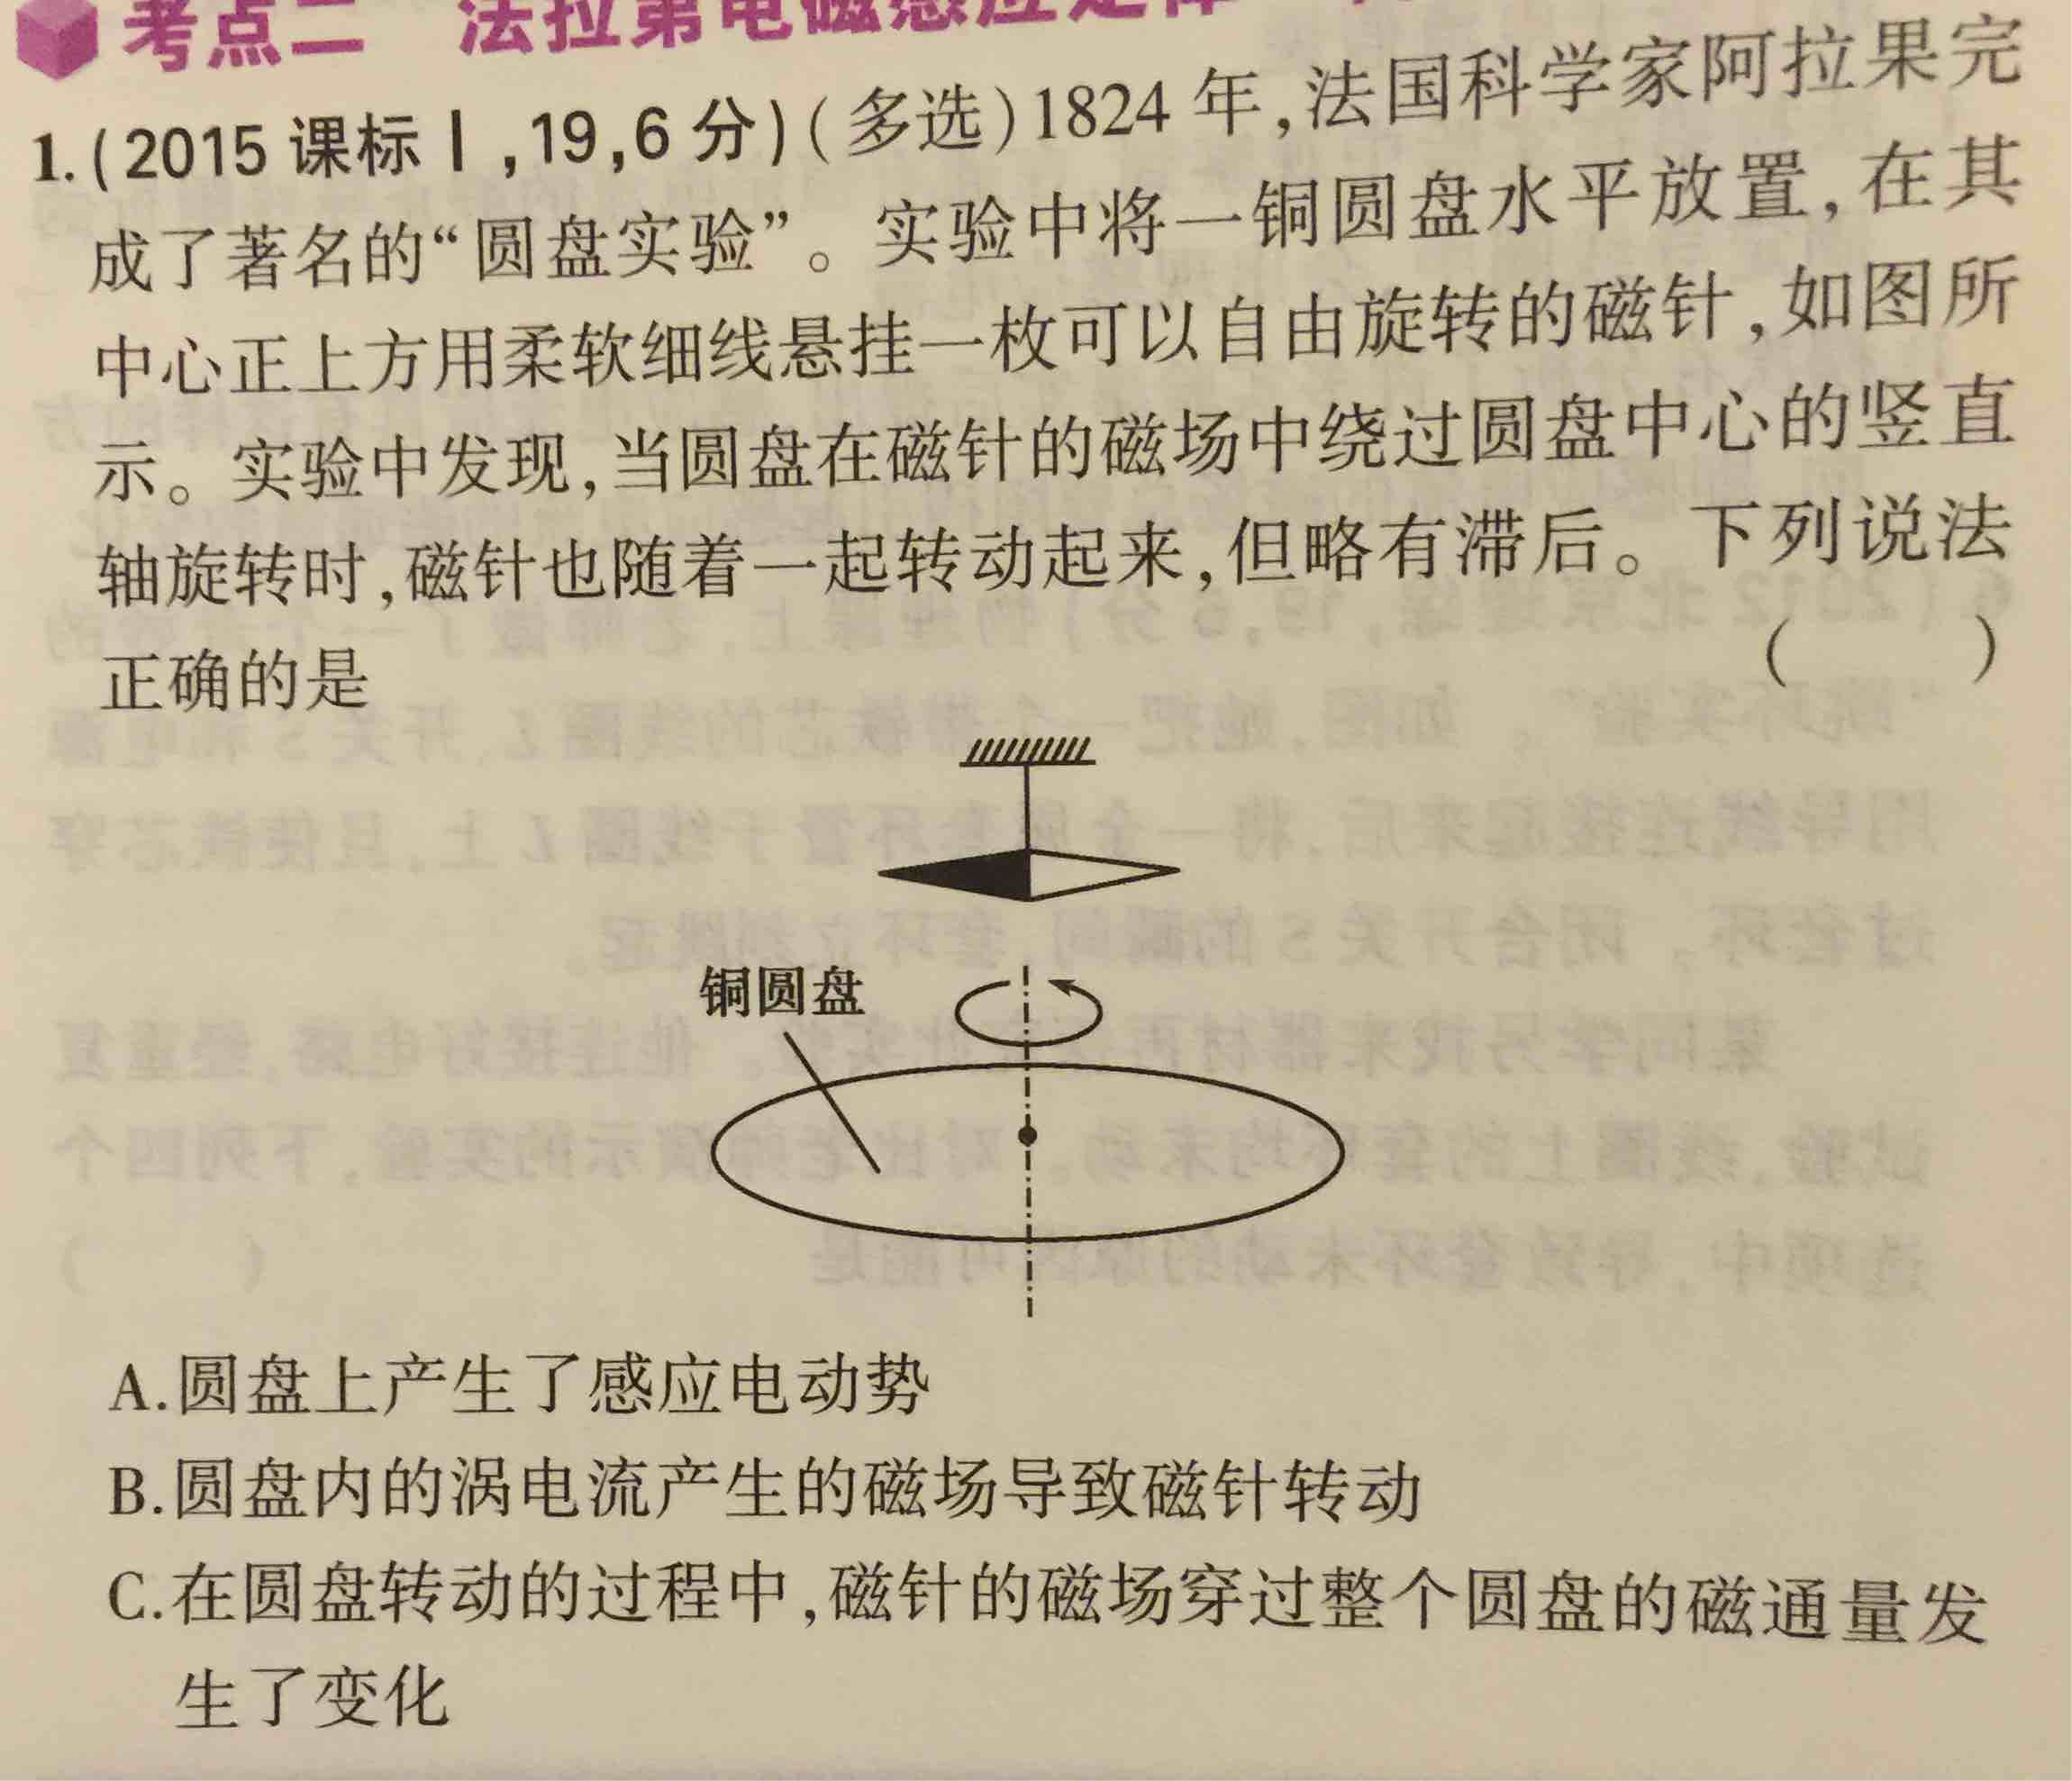 考点二 法拉第电磁感应定律
1.(2015课标Ⅰ,19,6分)(多选)1824年,法国科学家阿拉果完
成了著名的“圆盘实验”。实验中将一铜圆盘水平放置,在其
中心正上方用柔软细线悬挂一枚可以自由旋转的磁针,如图所
示。实验中发现,当圆盘在磁针的磁场中绕过圆盘中心的竖直
轴旋转时,磁针也随着一起转动起来,但略有滞后。下列说法
正确的是 ( )
铜圆盘
A.圆盘上产生了感应电动势
B.圆盘内的涡电流产生的磁场导致磁针转动
C.在圆盘转动的过程中,磁针的磁场穿过整个圆盘的磁通量发
生了变化